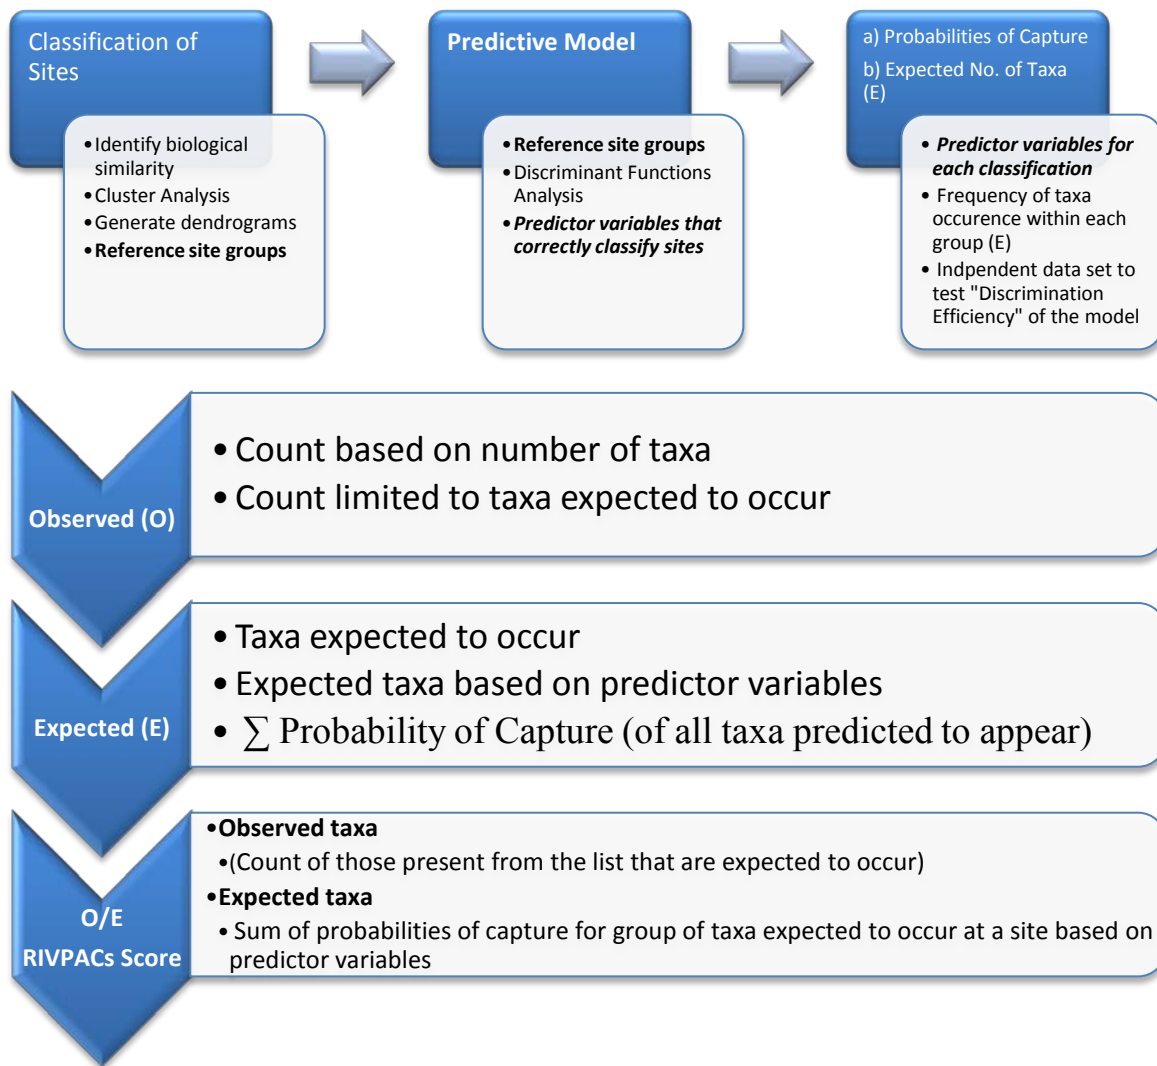 Classification of
Sites
•Identify biological
similarity
•Cluster Analysis
•Generate dendrograms
•Reference site groups
Predictive Model
•Reference site groups
•Discriminant Functions
Analysis
•Predictor variables that
correctly classify sites
a) Probabilities of Capture
b) Expected No. of Taxa
(E)
• Predictor variables for
each classification
• Frequency of taxa
occurence within each
group (E)
• Indpendent data set to
test "Discrimination
Efficiency" of the model
Observed (O)
• Count based on number of taxa
• Count limited to taxa expected to occur
Expected (E)
• Taxa expected to occur
• Expected taxa based on predictor variables
• ∑ Probability of Capture (of all taxa predicted to appear)
O/E
RIVPACs Score
•Observed taxa
•(Count of those present from the list that are expected to occur)
•Expected taxa
• Sum of probabilities of capture for group of taxa expected to occur at a site based on
predictor variables